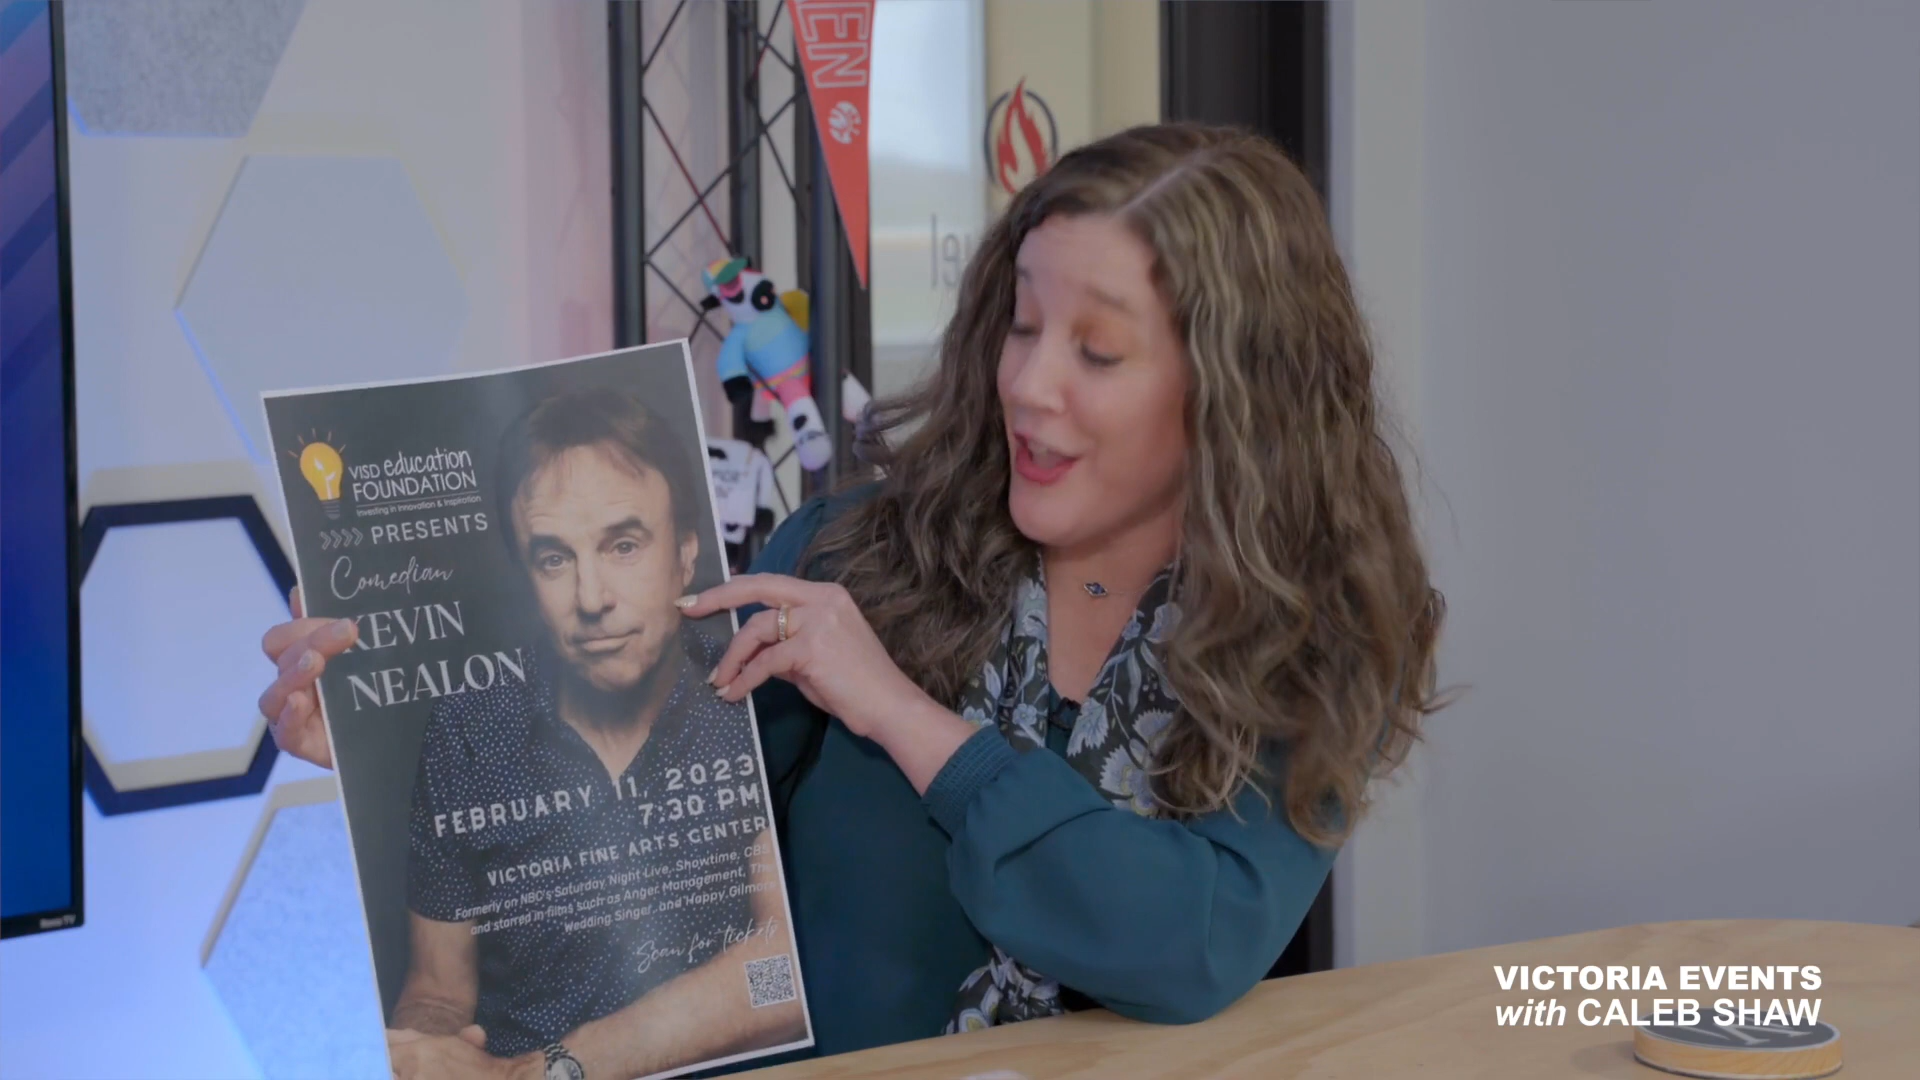 VISD education
FOUNDATION
Investing in Innovation & Inspiration
»»» PRESENTS
Comedian
KEVIN
NEALON
FEBRUARY 11, 2023
7:30 PM
VICTORIA FINE ARTS CENTER
Formerly on NBC's Saturday Night Live, Showtime, CBS
and starred in films such as Anger Management, The
Wedding Singer, and Happy Gilmore
Scan for tickets
Roku TV
VICTORIA EVENTS
with CALEB SHAW